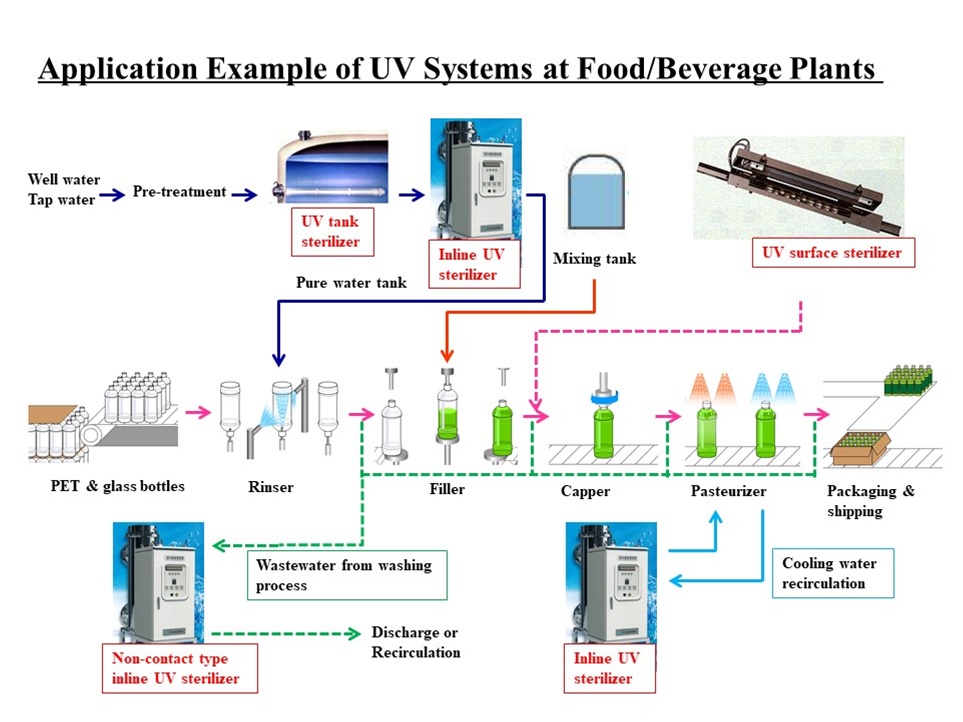 Application Example of UV Systems at Food/Beverage Plants
Well water
Tap water
Pre-treatment
UV tank
sterilizer
Inline UV
sterilizer
Mixing tank
UV surface sterilizer
Pure water tank
PET & glass bottles
Rinser
Filler
Capper
Pasteurizer
Packaging &
shipping
Wastewater from washing
process
Cooling water
recirculation
Discharge or
Recirculation
Non-contact type
inline UV sterilizer
Inline UV
sterilizer